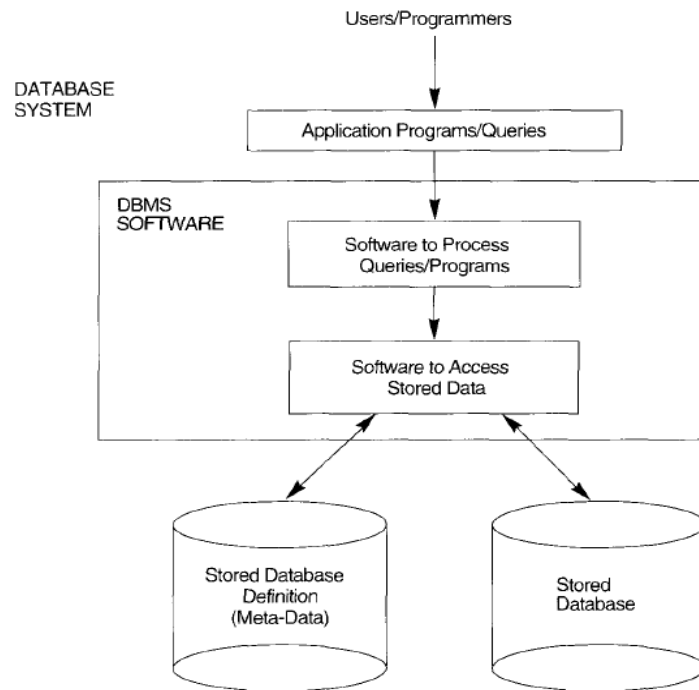 Users/Programmers
DATABASE
SYSTEM
Application Programs/Queries
DBMS
SOFTWARE
Software to Process
Queries/Programs
Software to Access
Stored Data
Stored Database
Definition
(Meta-Data)
Stored
Database